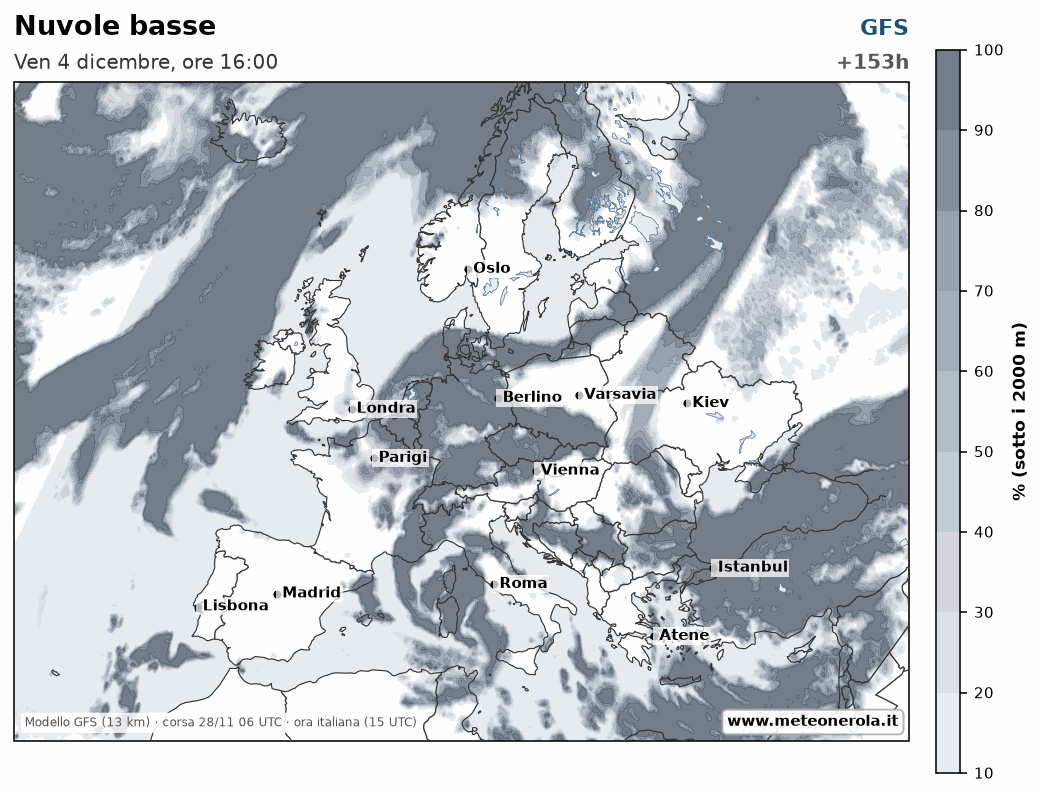 Nuvole basse
GFS
Ven 4 dicembre, ore 16:00
+153h
100
90
80
70
60
50
40
30
20
10
% (sotto i 2000 m)
Oslo
Londra
Berlino
Varsavia
Kiev
Parigi
Vienna
Istanbul
Roma
Madrid
Lisbona
Atene
Modello GFS (13 km) · corsa 28/11 06 UTC · ora italiana (15 UTC)
www.meteonerola.it